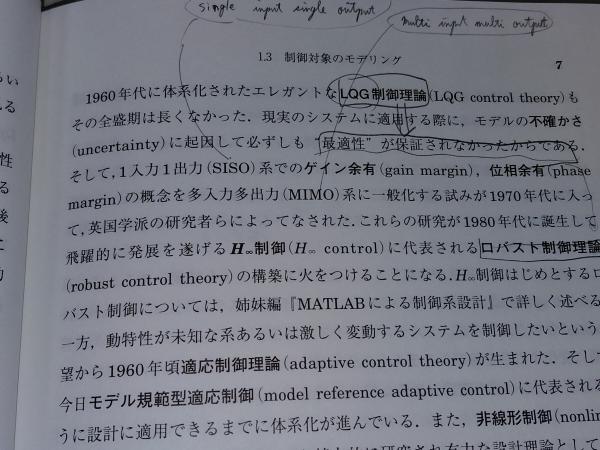 single input single output
multi input multi output
1.3 制御対象のモデリング 7
1960年代に体系化されたエレガントなLQG制御理論(LQG control theory)も
その全盛期は長くなかった．現実のシステムに適用する際に，モデルの不確かさ
(uncertainty)に起因して必ずしも “最適性” が保証されなかったからである．
そして，1入力1出力(SISO)系でのゲイン余有(gain margin)，位相余有(phase
margin)の概念を多入力多出力(MIMO)系に一般化する試みが1970年代に入っ
て，英国学派の研究者らによってなされた．これらの研究が1980年代に誕生して
飛躍的に発展を遂げるH∞制御(H∞ control)に代表されるロバスト制御理論
(robust control theory)の構築に火をつけることになる．H∞制御はじめとするロ
バスト制御については，姉妹編『MATLABによる制御系設計』で詳しく述べる
一方，動特性が未知な系あるいは激しく変動するシステムを制御したいという
望から1960年頃適応制御理論(adaptive control theory)が生まれた．そして
今日モデル規範型適応制御(model reference adaptive control)に代表される
うに設計に適用できるまでに体系化が進んでいる．また，非線形制御(nonlin
に研究され有力な設計理論として